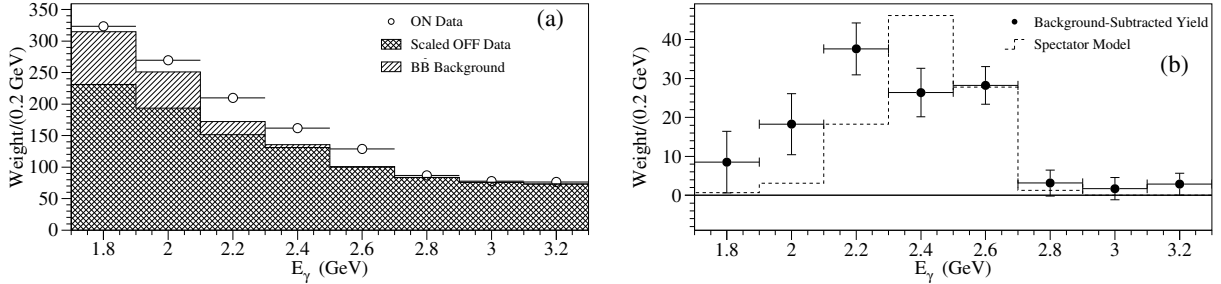 350
300
250
200
150
100
50
0
Weight/(0.2 GeV)
(a)
ON Data
Scaled OFF Data
BB̄ Background
1.8 2 2.2 2.4 2.6 2.8 3 3.2
Eγ (GeV)
40
30
20
10
0
Weight/(0.2 GeV)
Background-Subtracted Yield
Spectator Model
(b)
1.8 2 2.2 2.4 2.6 2.8 3 3.2
Eγ (GeV)